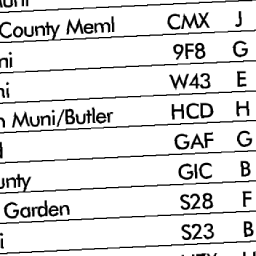 County Meml CMX J
ni 9F8 G
ni W43 E
n Muni/Butler HCD H
GAF G
unty GIC B
Garden S28 F
i S23 B